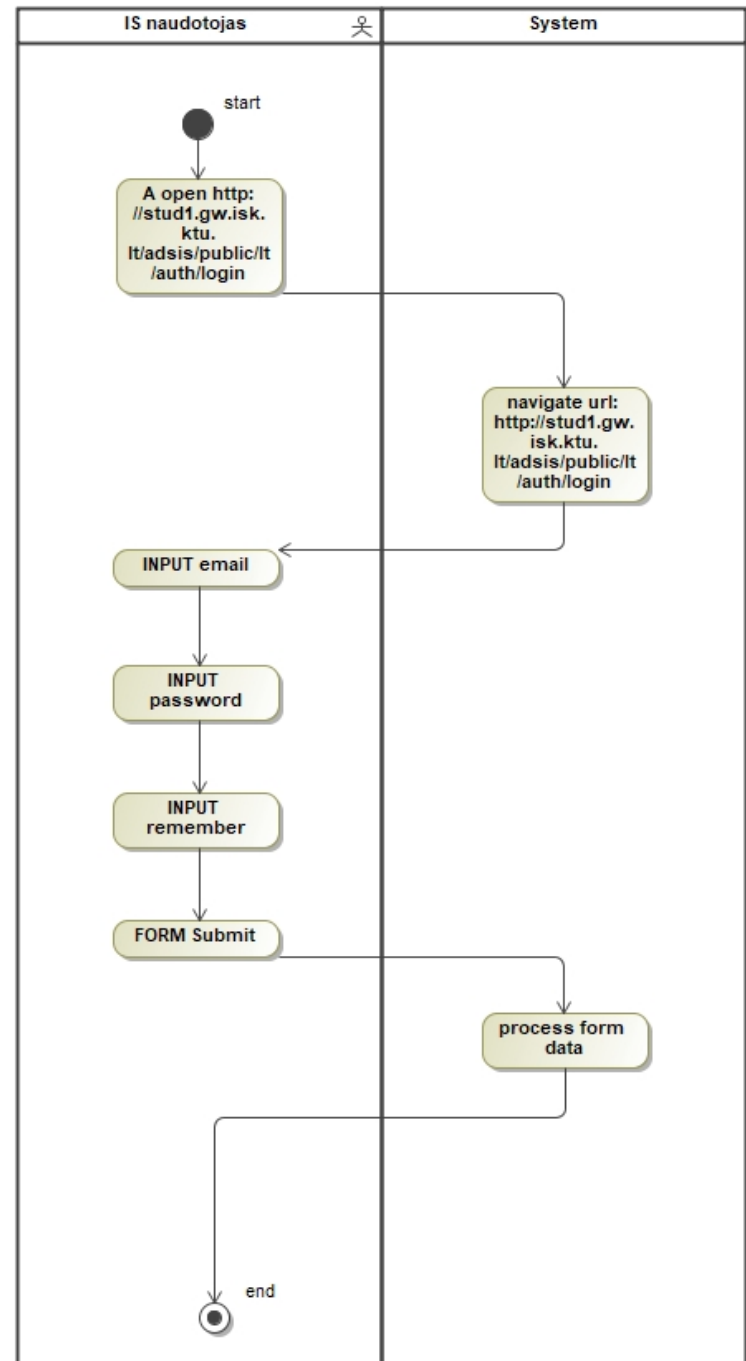 IS naudotojas
System
start
A open http:
//stud1.gw.isk.
ktu.
lt/adsis/public/lt
/auth/login
navigate url:
http://stud1.gw.
isk.ktu.
lt/adsis/public/lt
/auth/login
INPUT email
INPUT
password
INPUT
remember
FORM Submit
process form
data
end